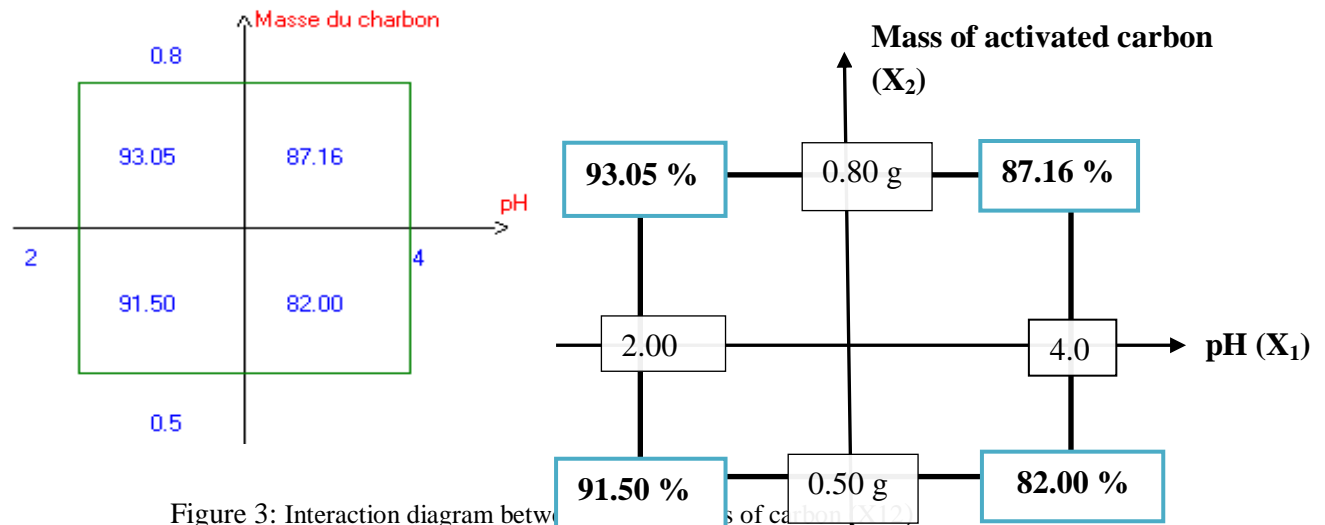 Masse du charbon
0.8
93.05 87.16
pH
2 4
91.50 82.00
0.5
Mass of activated carbon
(X₂)
93.05 % 0.80 g 87.16 %
2.00 4.0 pH (X₁)
91.50 % 0.50 g 82.00 %
Figure 3: Interaction diagram of carbon (X12)